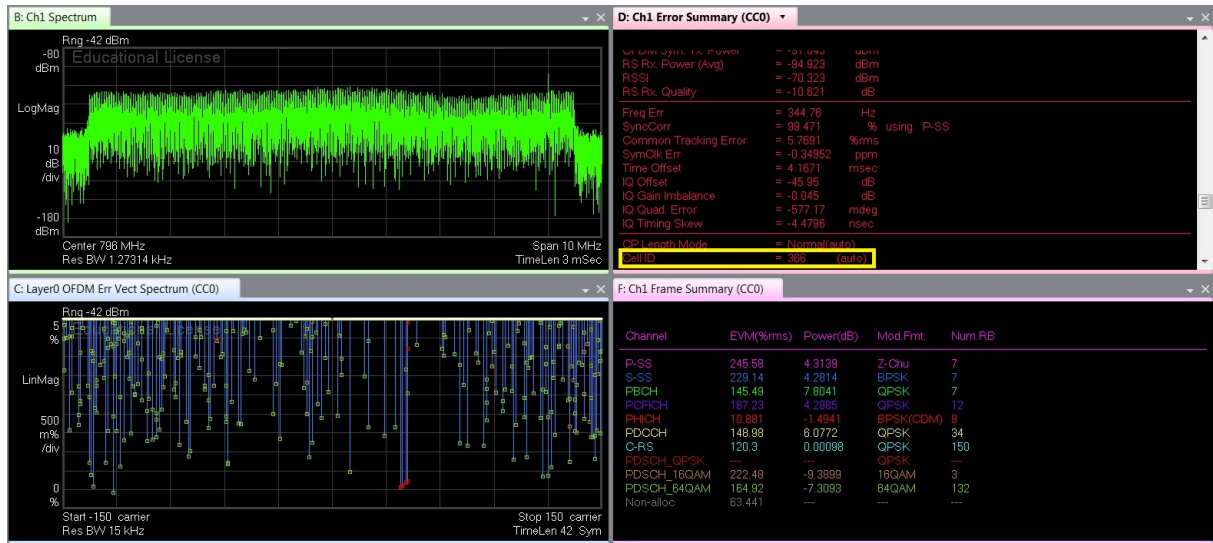 B: Ch1 Spectrum
Rng -42 dBm
-80
dBm
Educational License
LogMag
10
dB
/div
-180
dBm
Center 796 MHz
Span 10 MHz
Res BW 1.27314 kHz
TimeLen 3 mSec
D: Ch1 Error Summary (CC0)
OFDM Sym. Tx. Power = -91.843 dBm
RS Rx. Power (Avg) = -94.923 dBm
RSSI = -70.323 dBm
RS Rx. Quality = -10.621 dB
Freq Err = 344.76 Hz
SyncCorr = 99.471 % using P-SS
Common Tracking Error = 5.7691 %rms
SymClk Err = -0.34952 ppm
Time Offset = 4.1671 msec
IQ Offset = -45.95 dB
IQ Gain Imbalance = -0.045 dB
IQ Quad. Error = -577.17 mdeg
IQ Timing Skew = -4.4796 nsec
CP Length Mode = Normal(auto)
Cell ID = 366 (auto)
C: Layer0 OFDM Err Vect Spectrum (CC0)
Rng -42 dBm
5
%
Educational License
LinMag
500
m%
/div
0
%
Start -150 carrier
Stop 150 carrier
Res BW 15 kHz
TimeLen 42 Sym
F: Ch1 Frame Summary (CC0)
Channel EVM(%rms) Power(dB) Mod.Fmt. Num.RB
P-SS 245.58 4.3139 Z-Chu 7
S-SS 229.14 4.2814 BPSK 7
PBCH 145.49 7.8041 QPSK 7
PCFICH 167.23 4.2985 QPSK 12
PHICH 10.881 -1.4941 BPSK(CDM) 9
PDCCH 148.98 6.0772 QPSK 34
C-RS 120.3 0.00098 QPSK 150
PDSCH_QPSK --- --- QPSK ---
PDSCH_16QAM 222.48 -9.3899 16QAM 3
PDSCH_64QAM 164.92 -7.3093 64QAM 132
Non-alloc 63.441 --- --- ---